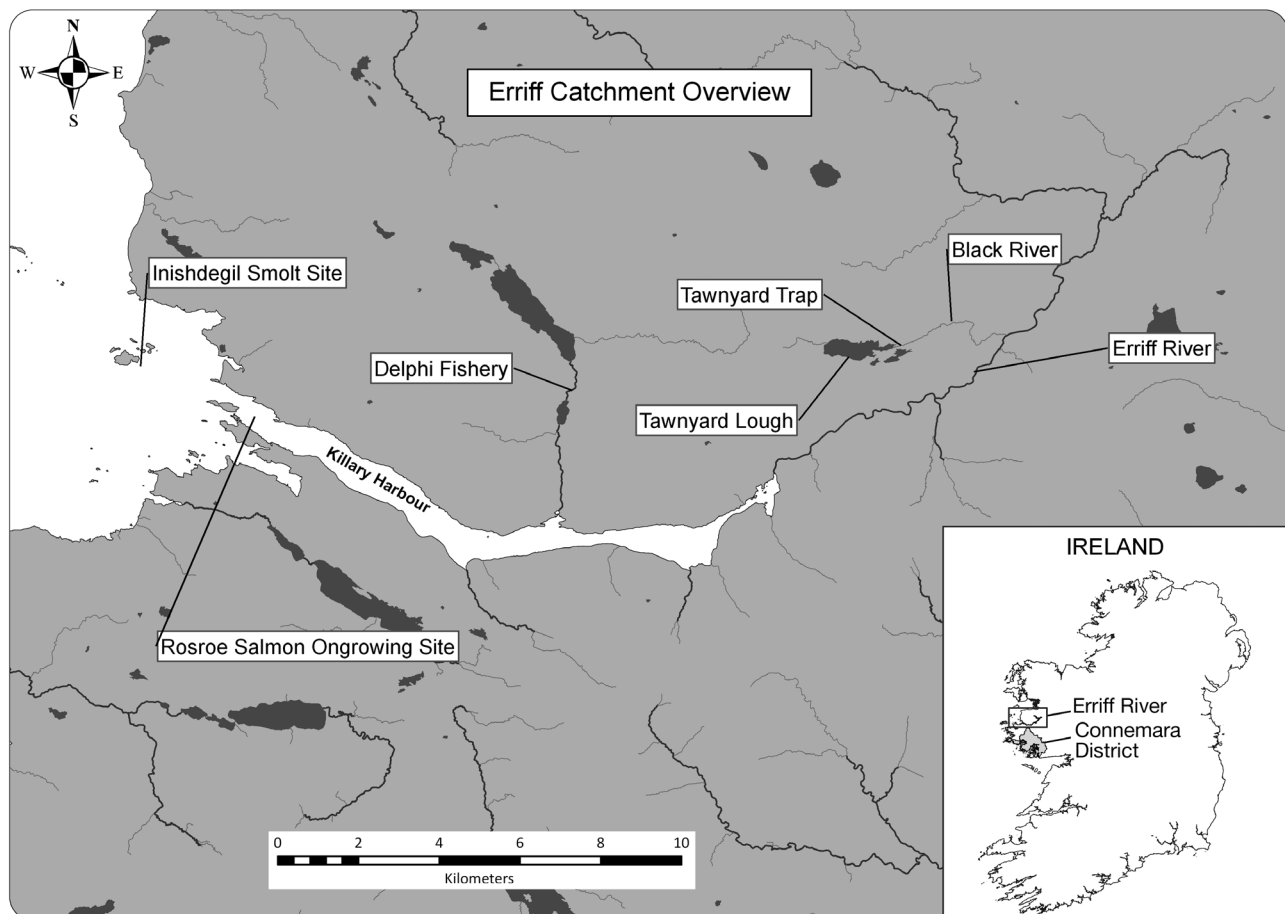 N
W
E
S
Erriff Catchment Overview
Inishdegil Smolt Site
Black River
Tawnyard Trap
Erriff River
Delphi Fishery
Tawnyard Lough
Killary Harbour
Rosroe Salmon Ongrowing Site
IRELAND
Erriff River
Connemara
District
0 2 4 6 8 10
Kilometers